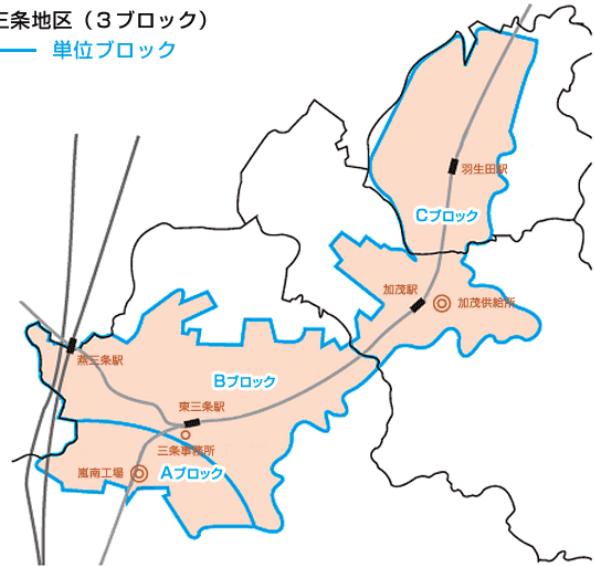 三条地区（３ブロック）
単位ブロック
羽生田駅
Cブロック
加茂駅
加茂供給所
燕三条駅
Bブロック
東三条駅
三条事務所
嵐南工場
Aブロック